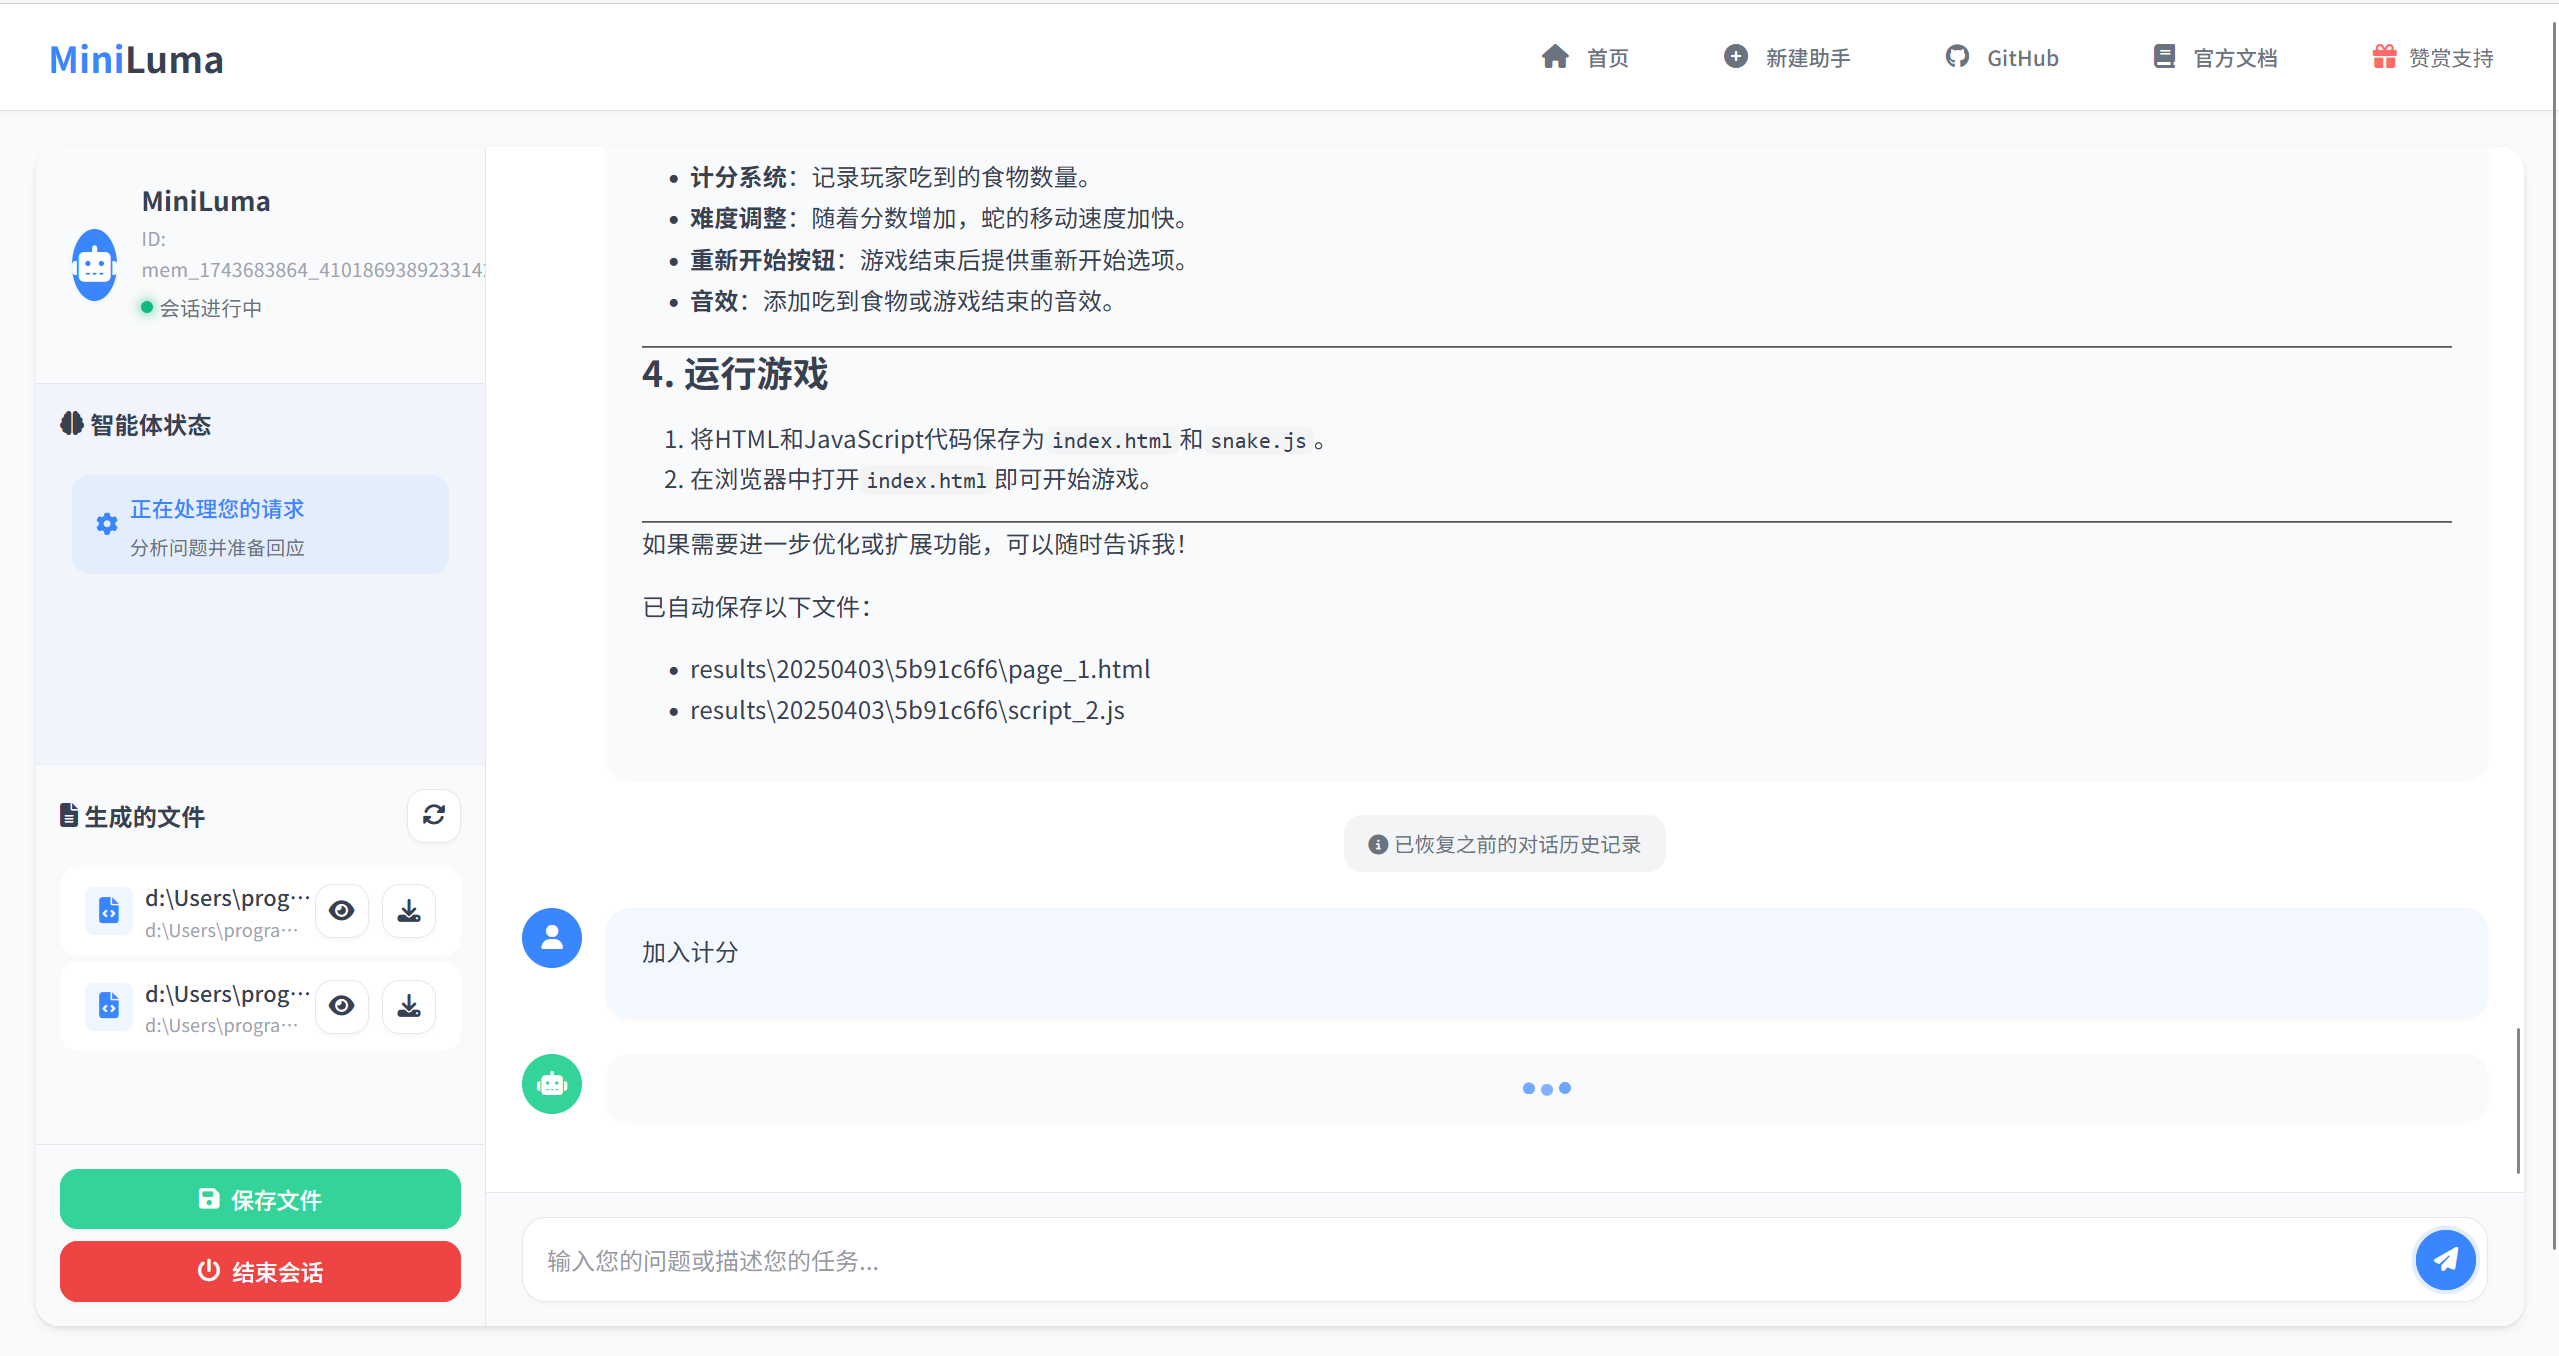 MiniLuma
首页
新建助手
GitHub
官方文档
赞赏支持
MiniLuma
ID:
mem_1743683864_410186938923314
会话进行中
智能体状态
正在处理您的请求
分析问题并准备回应
生成的文件
d:\Users\prog…
d:\Users\progra…
d:\Users\prog…
d:\Users\progra…
保存文件
结束会话
计分系统：记录玩家吃到的食物数量。
难度调整：随着分数增加，蛇的移动速度加快。
重新开始按钮：游戏结束后提供重新开始选项。
音效：添加吃到食物或游戏结束的音效。
4. 运行游戏
1. 将HTML和JavaScript代码保存为 index.html 和 snake.js 。
2. 在浏览器中打开 index.html 即可开始游戏。
如果需要进一步优化或扩展功能，可以随时告诉我！
已自动保存以下文件：
results\20250403\5b91c6f6\page_1.html
results\20250403\5b91c6f6\script_2.js
已恢复之前的对话历史记录
加入计分
输入您的问题或描述您的任务...